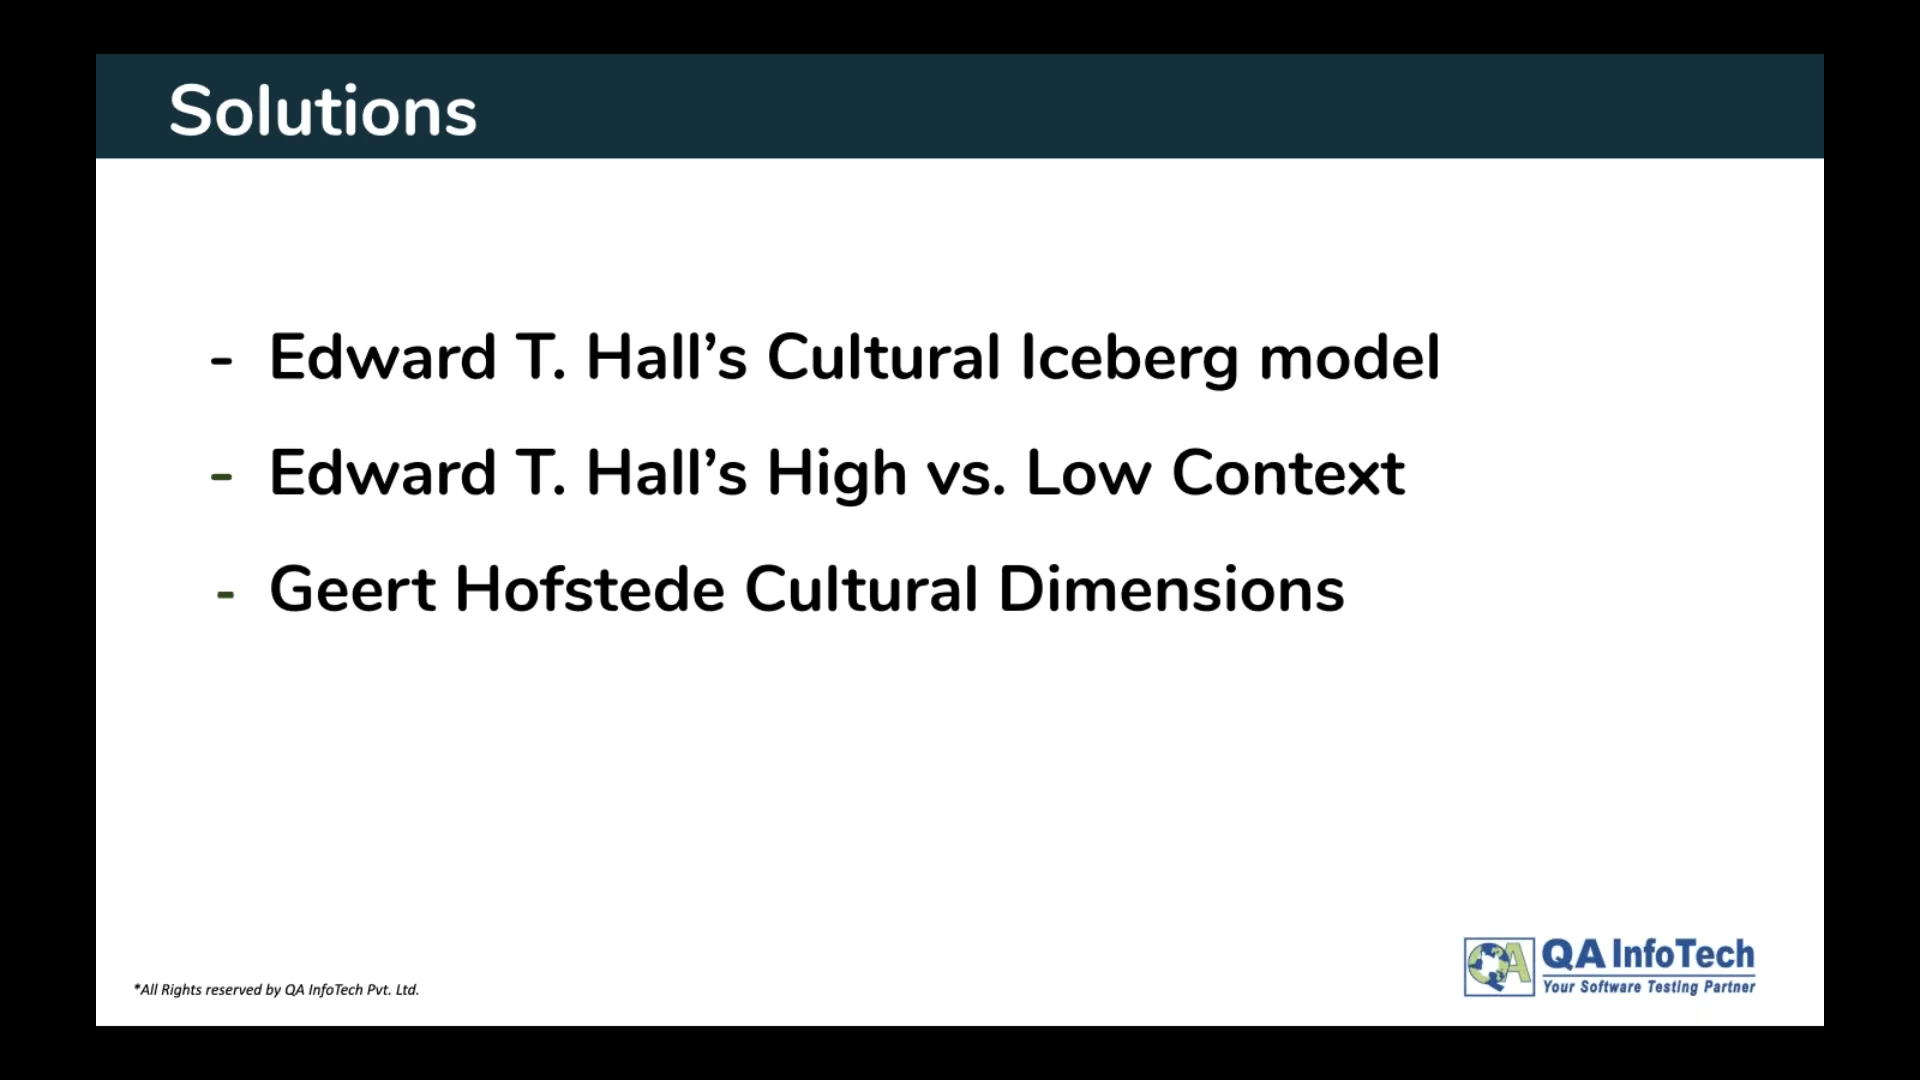 Solutions
- Edward T. Hall’s Cultural Iceberg model
- Edward T. Hall’s High vs. Low Context
- Geert Hofstede Cultural Dimensions
*All Rights reserved by QA InfoTech Pvt. Ltd.
QA
QA InfoTech
Your Software Testing Partner